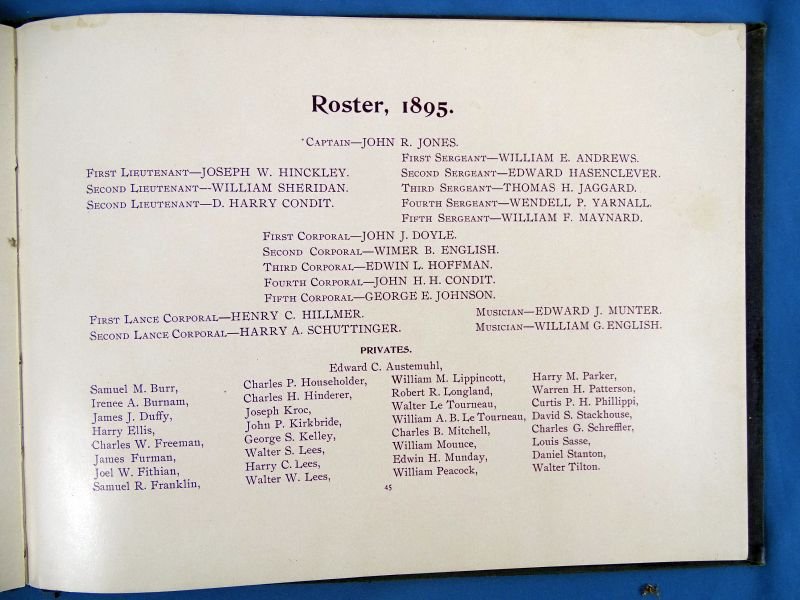 Roster, 1895.
Captain—JOHN R. JONES.
First Lieutenant—JOSEPH W. HINCKLEY.
Second Lieutenant—WILLIAM SHERIDAN.
Second Lieutenant—D. HARRY CONDIT.
First Sergeant—WILLIAM E. ANDREWS.
Second Sergeant—EDWARD HASENCLEVER.
Third Sergeant—THOMAS H. JAGGARD.
Fourth Sergeant—WENDELL P. YARNALL.
Fifth Sergeant—WILLIAM F. MAYNARD.
First Corporal—JOHN J. DOYLE.
Second Corporal—WIMER B. ENGLISH.
Third Corporal—EDWIN L. HOFFMAN.
Fourth Corporal—JOHN H. H. CONDIT.
Fifth Corporal—GEORGE E. JOHNSON.
First Lance Corporal—HENRY C. HILLMER.
Second Lance Corporal—HARRY A. SCHUTTINGER.
Musician—EDWARD J. MUNTER.
Musician—WILLIAM G. ENGLISH.
PRIVATES.
Edward C. Austemuhl,
Samuel M. Burr,
Irenee A. Burnam,
James J. Duffy,
Harry Ellis,
Charles W. Freeman,
James Furman,
Joel W. Fithian,
Samuel R. Franklin,
Charles P. Householder,
Charles H. Hinderer,
Joseph Kroc,
John P. Kirkbride,
George S. Kelley,
Walter S. Lees,
Harry C. Lees,
Walter W. Lees,
William M. Lippincott,
Robert R. Longland,
Walter Le Tourneau,
William A. B. Le Tourneau,
Charles B. Mitchell,
William Mounce,
Edwin H. Munday,
William Peacock,
Harry M. Parker,
Warren H. Patterson,
Curtis P. H. Phillippi,
David S. Stackhouse,
Charles G. Schreffler,
Louis Sasse,
Daniel Stanton,
Walter Tilton.
45